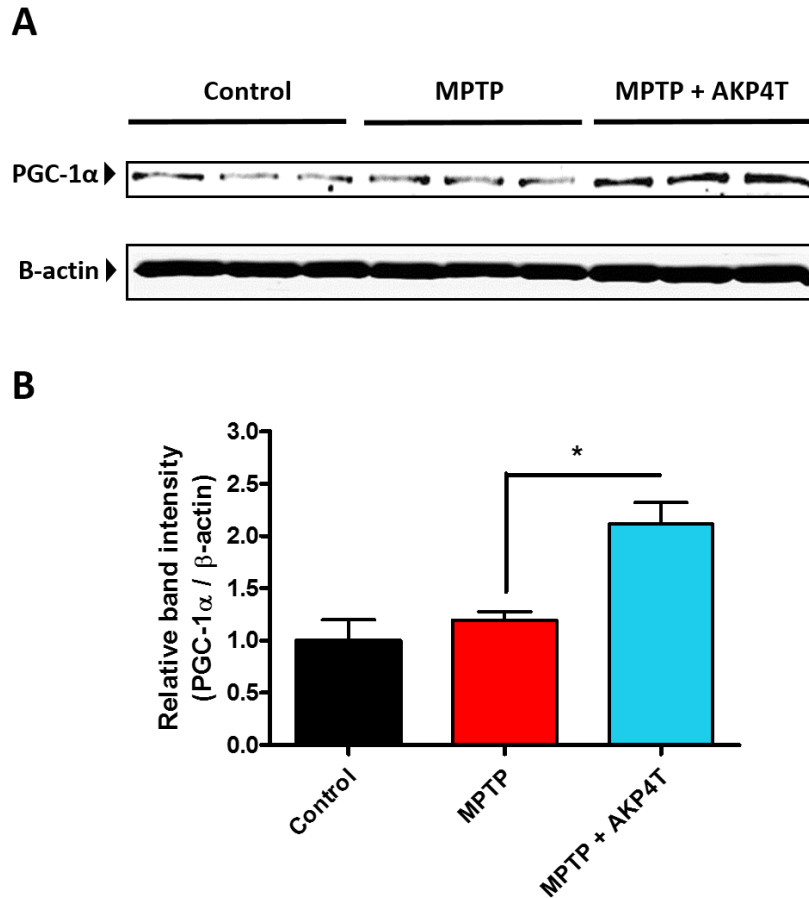 A
Control MPTP MPTP + AKP4T
PGC-1α
B-actin
B
Relative band intensity
(PGC-1α / β-actin)
3.0
2.5
2.0
1.5
1.0
0.5
0.0
*
Control
MPTP
MPTP + AKP4T